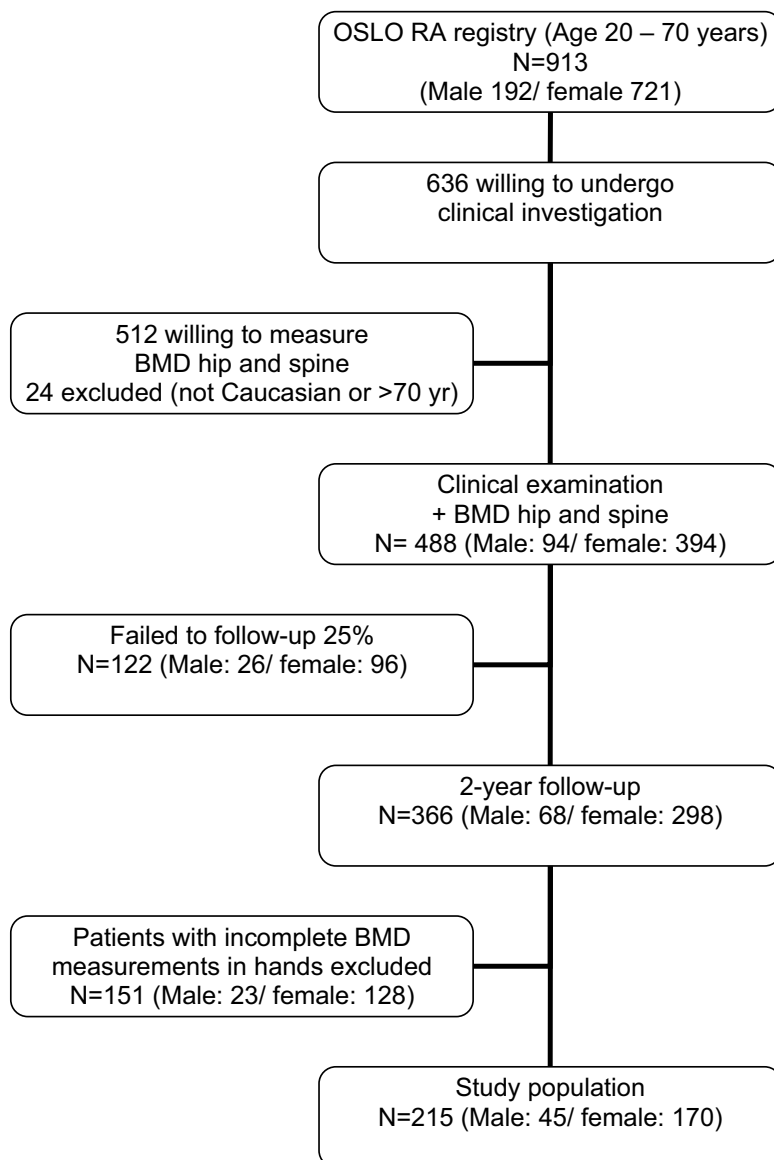 OSLO RA registry (Age 20 – 70 years)
N=913
(Male 192/ female 721)
636 willing to undergo
clinical investigation
512 willing to measure
BMD hip and spine
24 excluded (not Caucasian or >70 yr)
Clinical examination
+ BMD hip and spine
N= 488 (Male: 94/ female: 394)
Failed to follow-up 25%
N=122 (Male: 26/ female: 96)
2-year follow-up
N=366 (Male: 68/ female: 298)
Patients with incomplete BMD
measurements in hands excluded
N=151 (Male: 23/ female: 128)
Study population
N=215 (Male: 45/ female: 170)